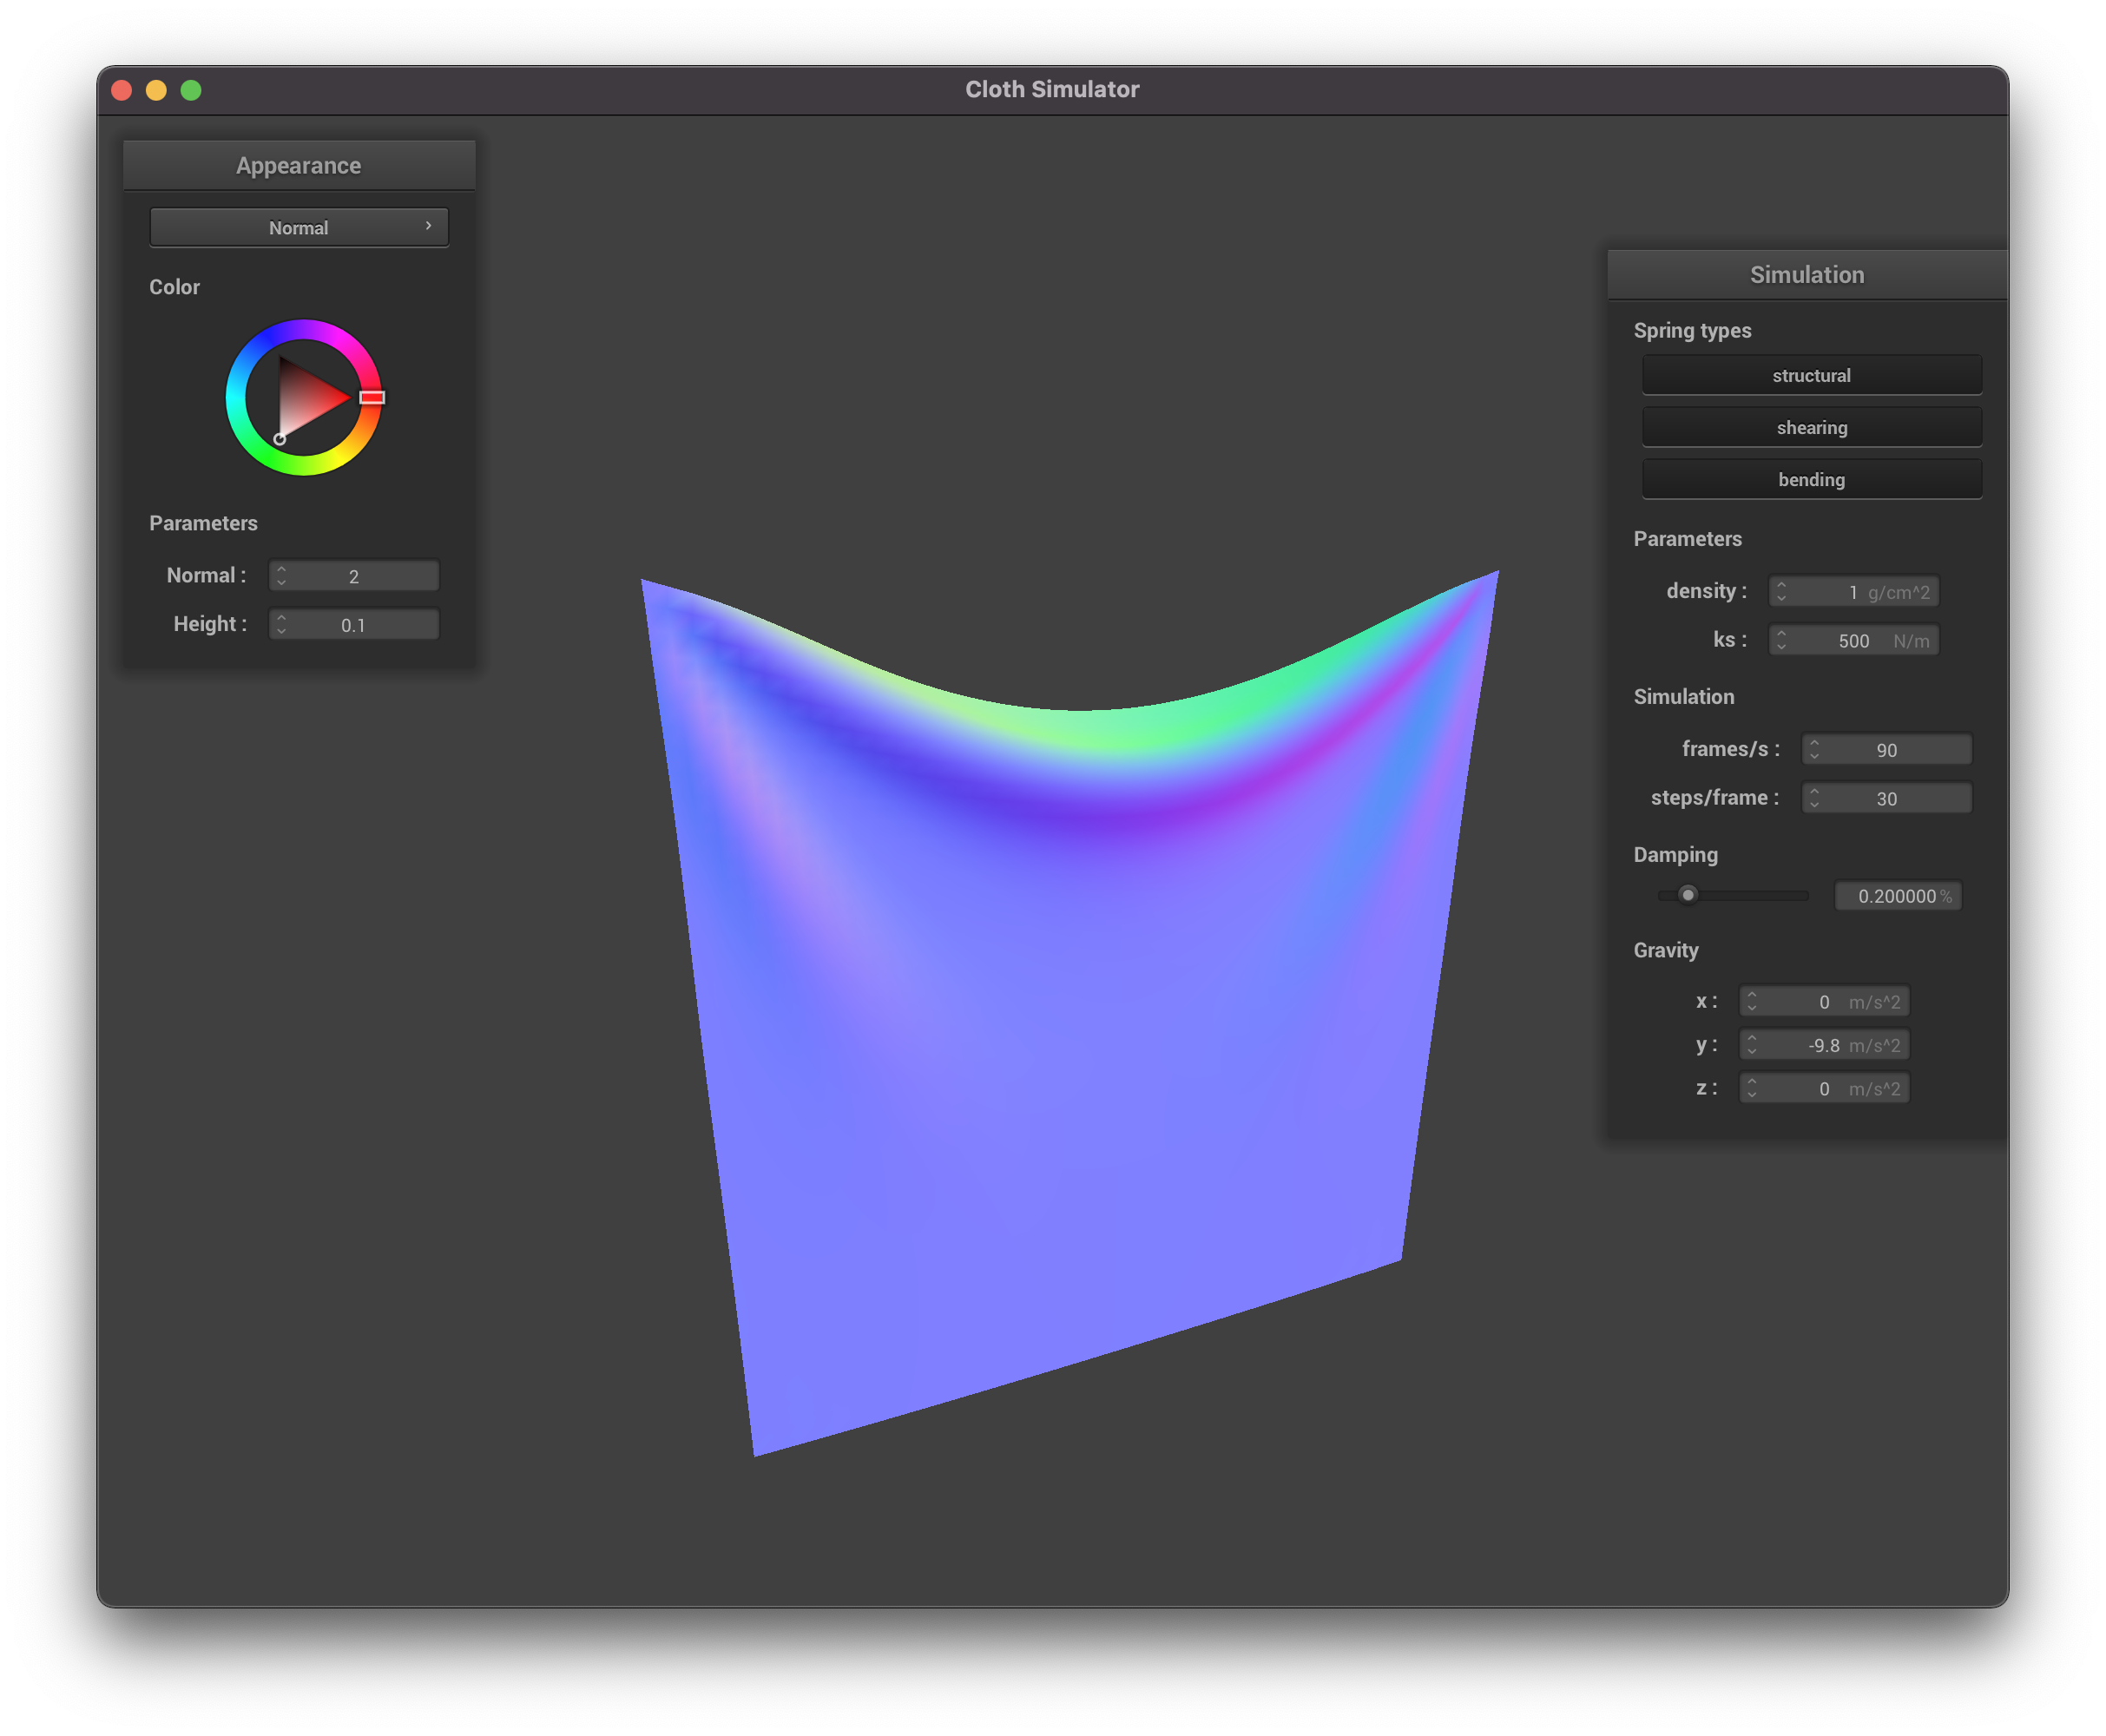 Cloth Simulator
Appearance
Normal
Color
Parameters
Normal : 2
Height : 0.1
Simulation
Spring types
structural
shearing
bending
Parameters
density : 1 g/cm^2
ks : 500 N/m
Simulation
frames/s : 90
steps/frame : 30
Damping
0.200000 %
Gravity
x : 0 m/s^2
y : -9.8 m/s^2
z : 0 m/s^2